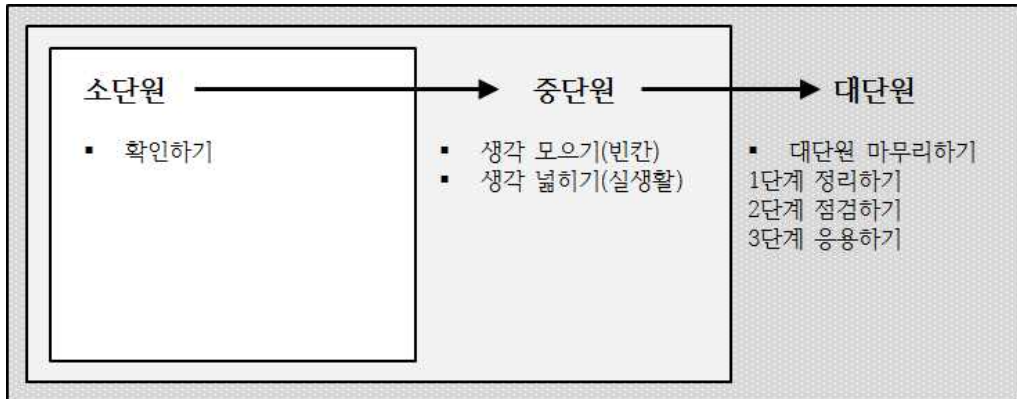 소단원
▪ 확인하기
중단원
▪ 생각 모으기(빈칸)
▪ 생각 넓히기(실생활)
대단원
▪ 대단원 마무리하기
1단계 정리하기
2단계 점검하기
3단계 응용하기